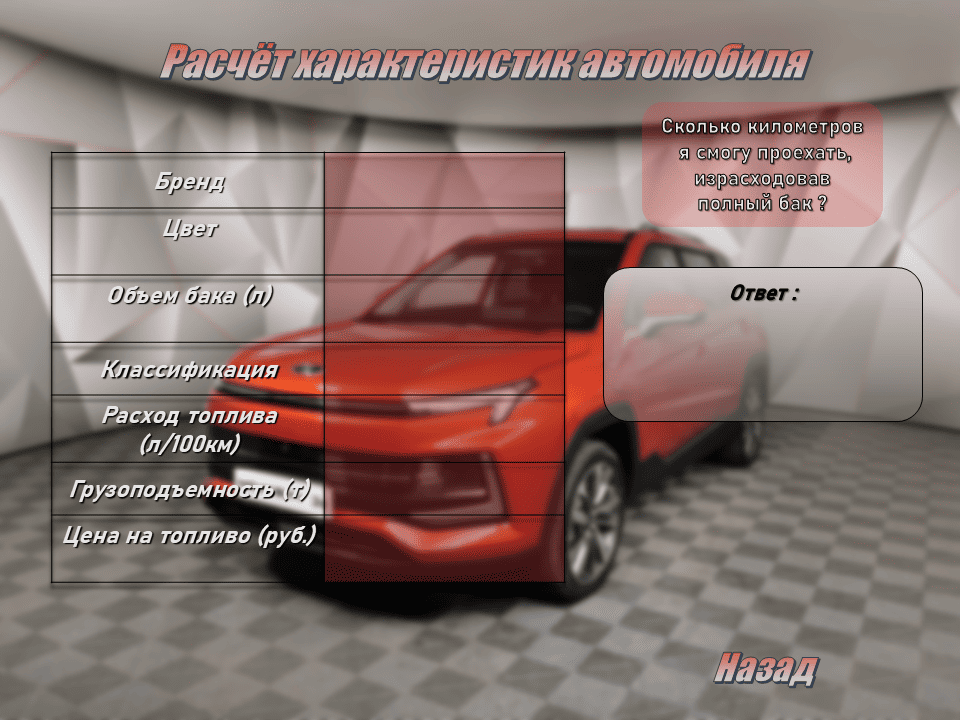 Расчёт характеристик автомобиля
Сколько километров
я смогу проехать,
израсходовав
полный бак ?
Бренд
Цвет
Объем бака (л)
Классификация
Расход топлива
(л/100км)
Грузоподъемность (т)
Цена на топливо (руб.)
Ответ :
Назад